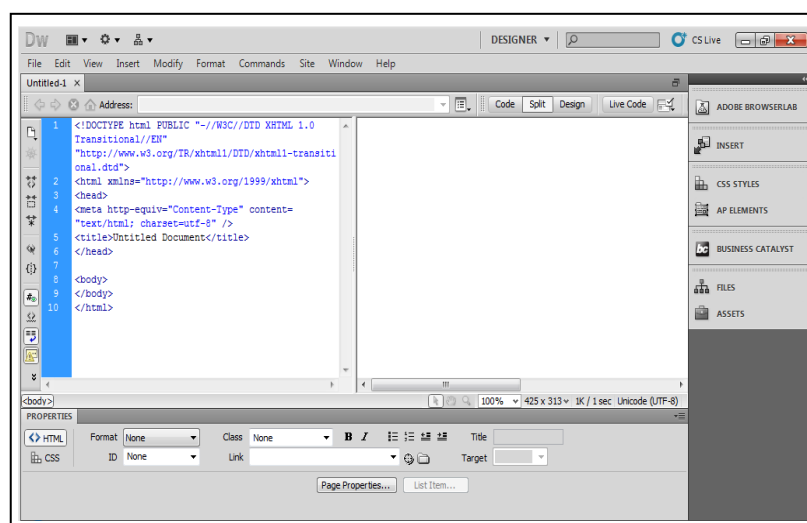 Dw DESIGNER CS Live
File Edit View Insert Modify Format Commands Site Window Help
Untitled-1 ×
Address: Code Split Design Live Code
1 <!DOCTYPE html PUBLIC "-//W3C//DTD XHTML 1.0
Transitional//EN"
"http://www.w3.org/TR/xhtml1/DTD/xhtml1-transiti
onal.dtd">
2 <html xmlns="http://www.w3.org/1999/xhtml">
3 <head>
4 <meta http-equiv="Content-Type" content=
"text/html; charset=utf-8" />
5 <title>Untitled Document</title>
6 </head>
7
8 <body>
9 </body>
10 </html>
<body> 100% 425 x 313 1K / 1 sec Unicode (UTF-8)
ADOBE BROWSERLAB
INSERT
CSS STYLES
AP ELEMENTS
bc BUSINESS CATALYST
FILES
ASSETS
PROPERTIES
<> HTML Format None Class None B I Title
CSS ID None Link Target
Page Properties... List Item...